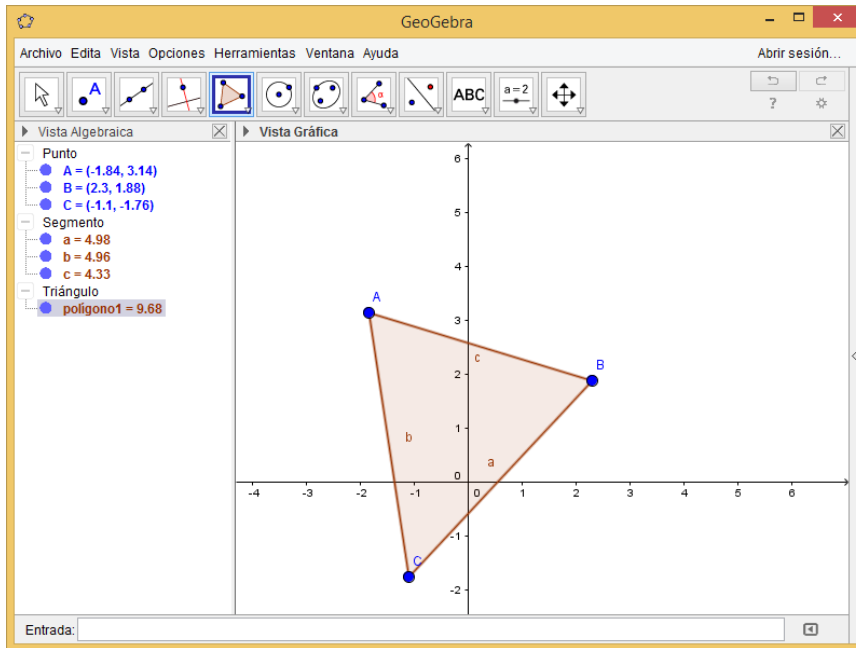 GeoGebra
Archivo Edita Vista Opciones Herramientas Ventana Ayuda
Abrir sesión...
A
α
ABC
a=2
?
Vista Algebraica
Punto
A = (-1.84, 3.14)
B = (2.3, 1.88)
C = (-1.1, -1.76)
Segmento
a = 4.98
b = 4.96
c = 4.33
Triángulo
polígono1 = 9.68
Vista Gráfica
6
5
4
A
3
c
B
2
b
1
a
0
-4 -3 -2 -1 0 1 2 3 4 5 6
-1
C
-2
Entrada: